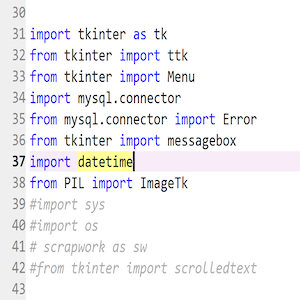 30
31 import tkinter as tk
32 from tkinter import ttk
33 from tkinter import Menu
34 import mysql.connector
35 from mysql.connector import Error
36 from tkinter import messagebox
37 import datetime
38 from PIL import ImageTk
39 #import sys
40 #import os
41 # scrapwork as sw
42 #from tkinter import scrolledtext
43